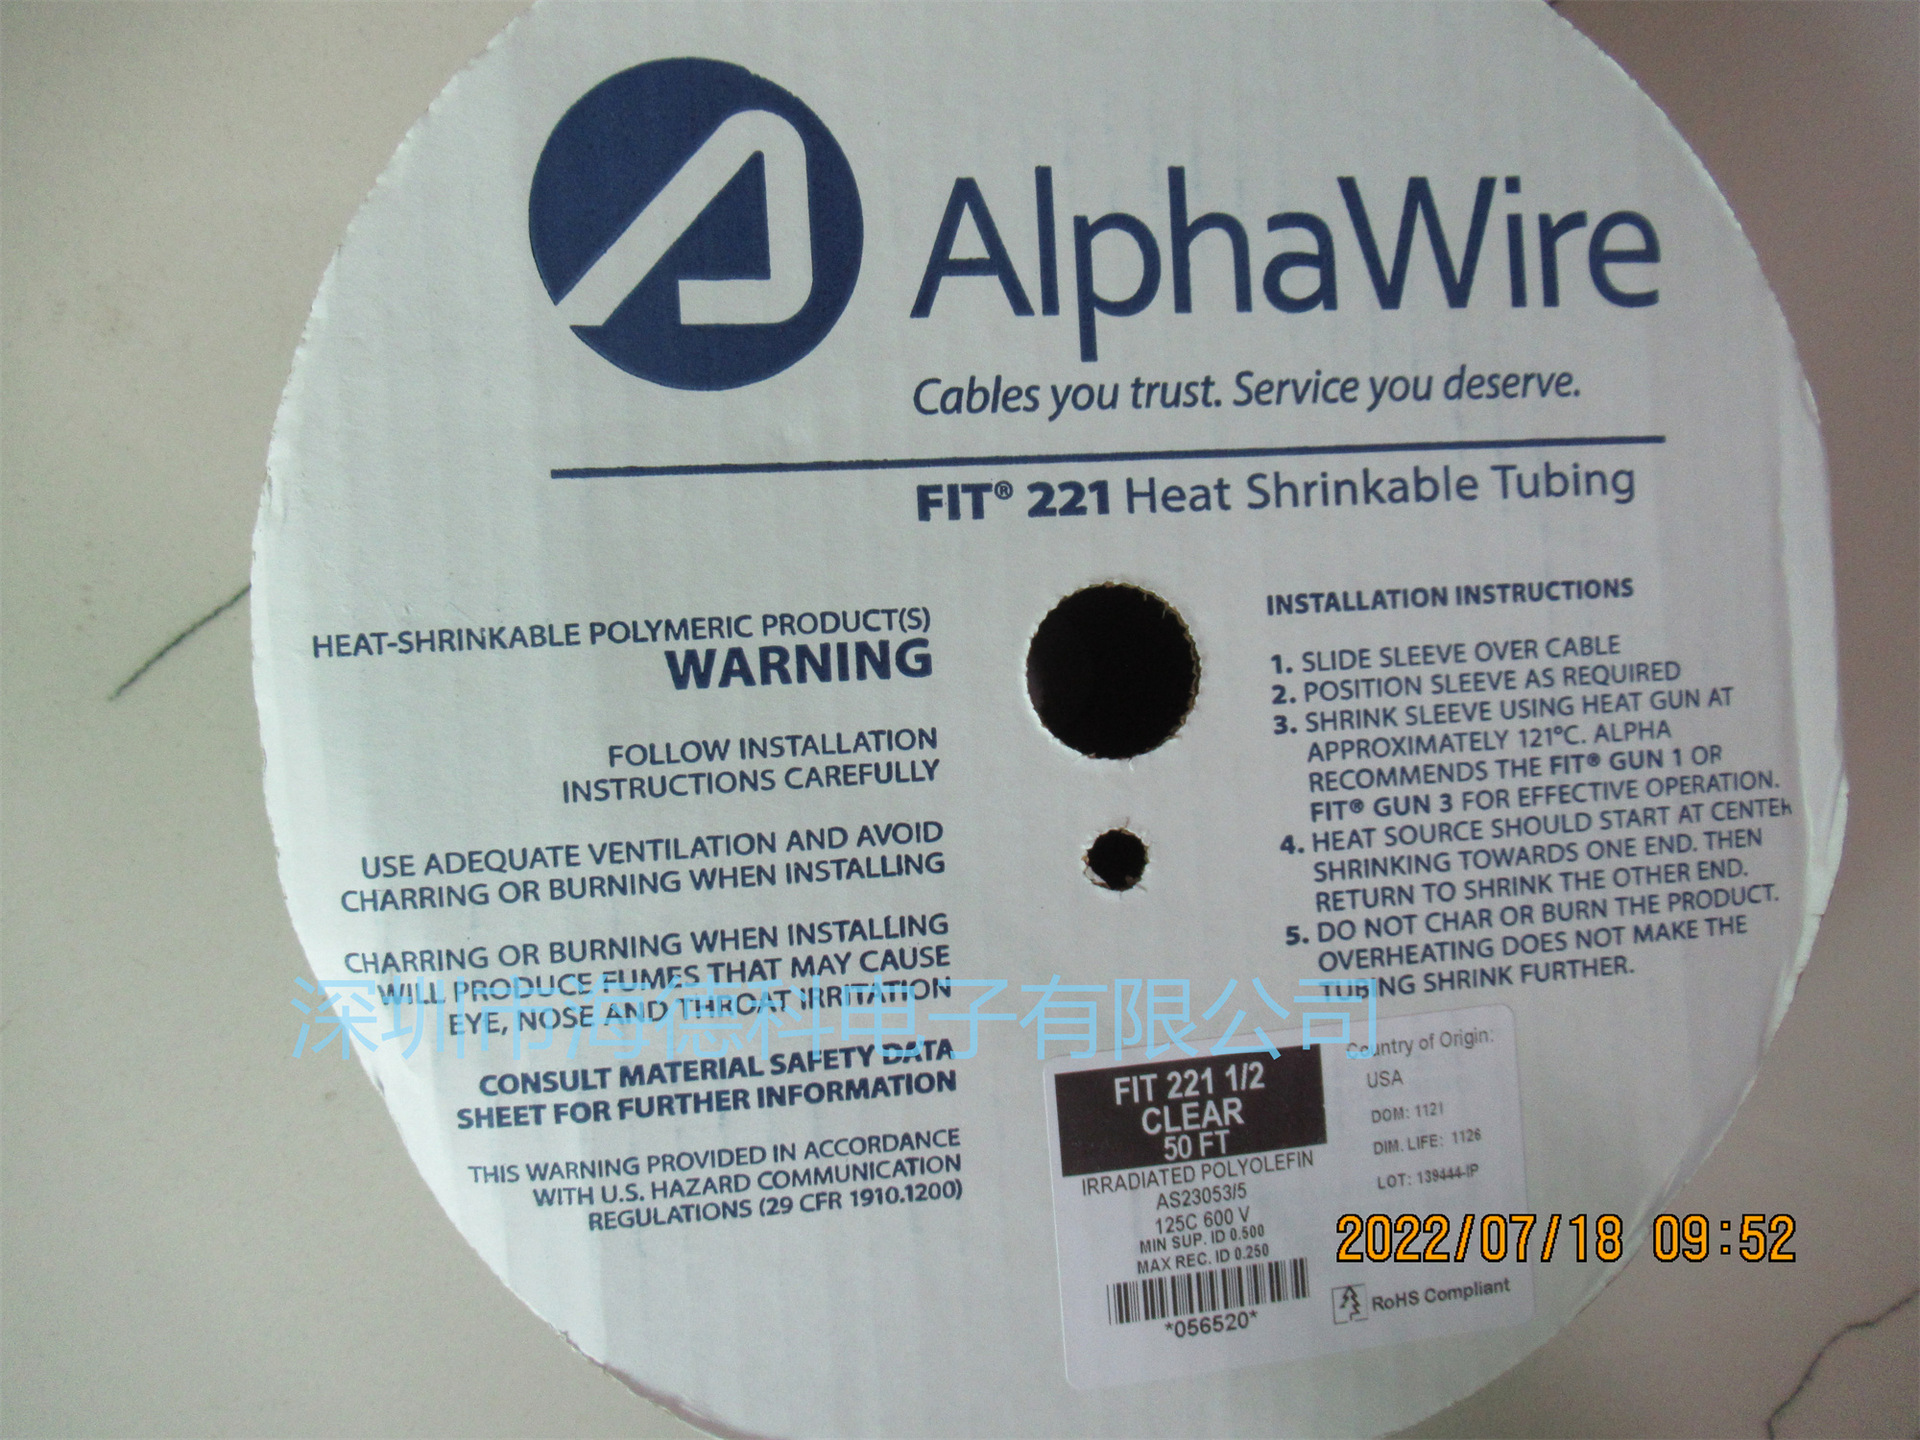 AlphaWire
Cables you trust. Service you deserve.
FIT® 221 Heat Shrinkable Tubing
HEAT-SHRINKABLE POLYMERIC PRODUCT(S)
WARNING
FOLLOW INSTALLATION
INSTRUCTIONS CAREFULLY
USE ADEQUATE VENTILATION AND AVOID
CHARRING OR BURNING WHEN INSTALLING
CHARRING OR BURNING WHEN INSTALLING
WILL PRODUCE FUMES THAT MAY CAUSE
EYE, NOSE AND THROAT IRRITATION
CONSULT MATERIAL SAFETY DATA
SHEET FOR FURTHER INFORMATION
THIS WARNING PROVIDED IN ACCORDANCE
WITH U.S. HAZARD COMMUNICATION
REGULATIONS (29 CFR 1910.1200)
INSTALLATION INSTRUCTIONS
1. SLIDE SLEEVE OVER CABLE
2. POSITION SLEEVE AS REQUIRED
3. SHRINK SLEEVE USING HEAT GUN AT
APPROXIMATELY 121°C. ALPHA
RECOMMENDS THE FIT® GUN 1 OR
FIT® GUN 3 FOR EFFECTIVE OPERATION.
4. HEAT SOURCE SHOULD START AT CENTER
SHRINKING TOWARDS ONE END. THEN
RETURN TO SHRINK THE OTHER END.
5. DO NOT CHAR OR BURN THE PRODUCT.
OVERHEATING DOES NOT MAKE THE
TUBING SHRINK FURTHER.
深圳市海德科电子有限公司
FIT 221 1/2
CLEAR
50 FT
IRRADIATED POLYOLEFIN
AS23053/5
125C 600 V
MIN SUP. ID 0.500
MAX REC. ID 0.250
*056520*
Country of Origin:
USA
DOM: 1121
DIM. LIFE: 1126
LOT: 139444-IP
RoHS Compliant
2022/07/18 09:52